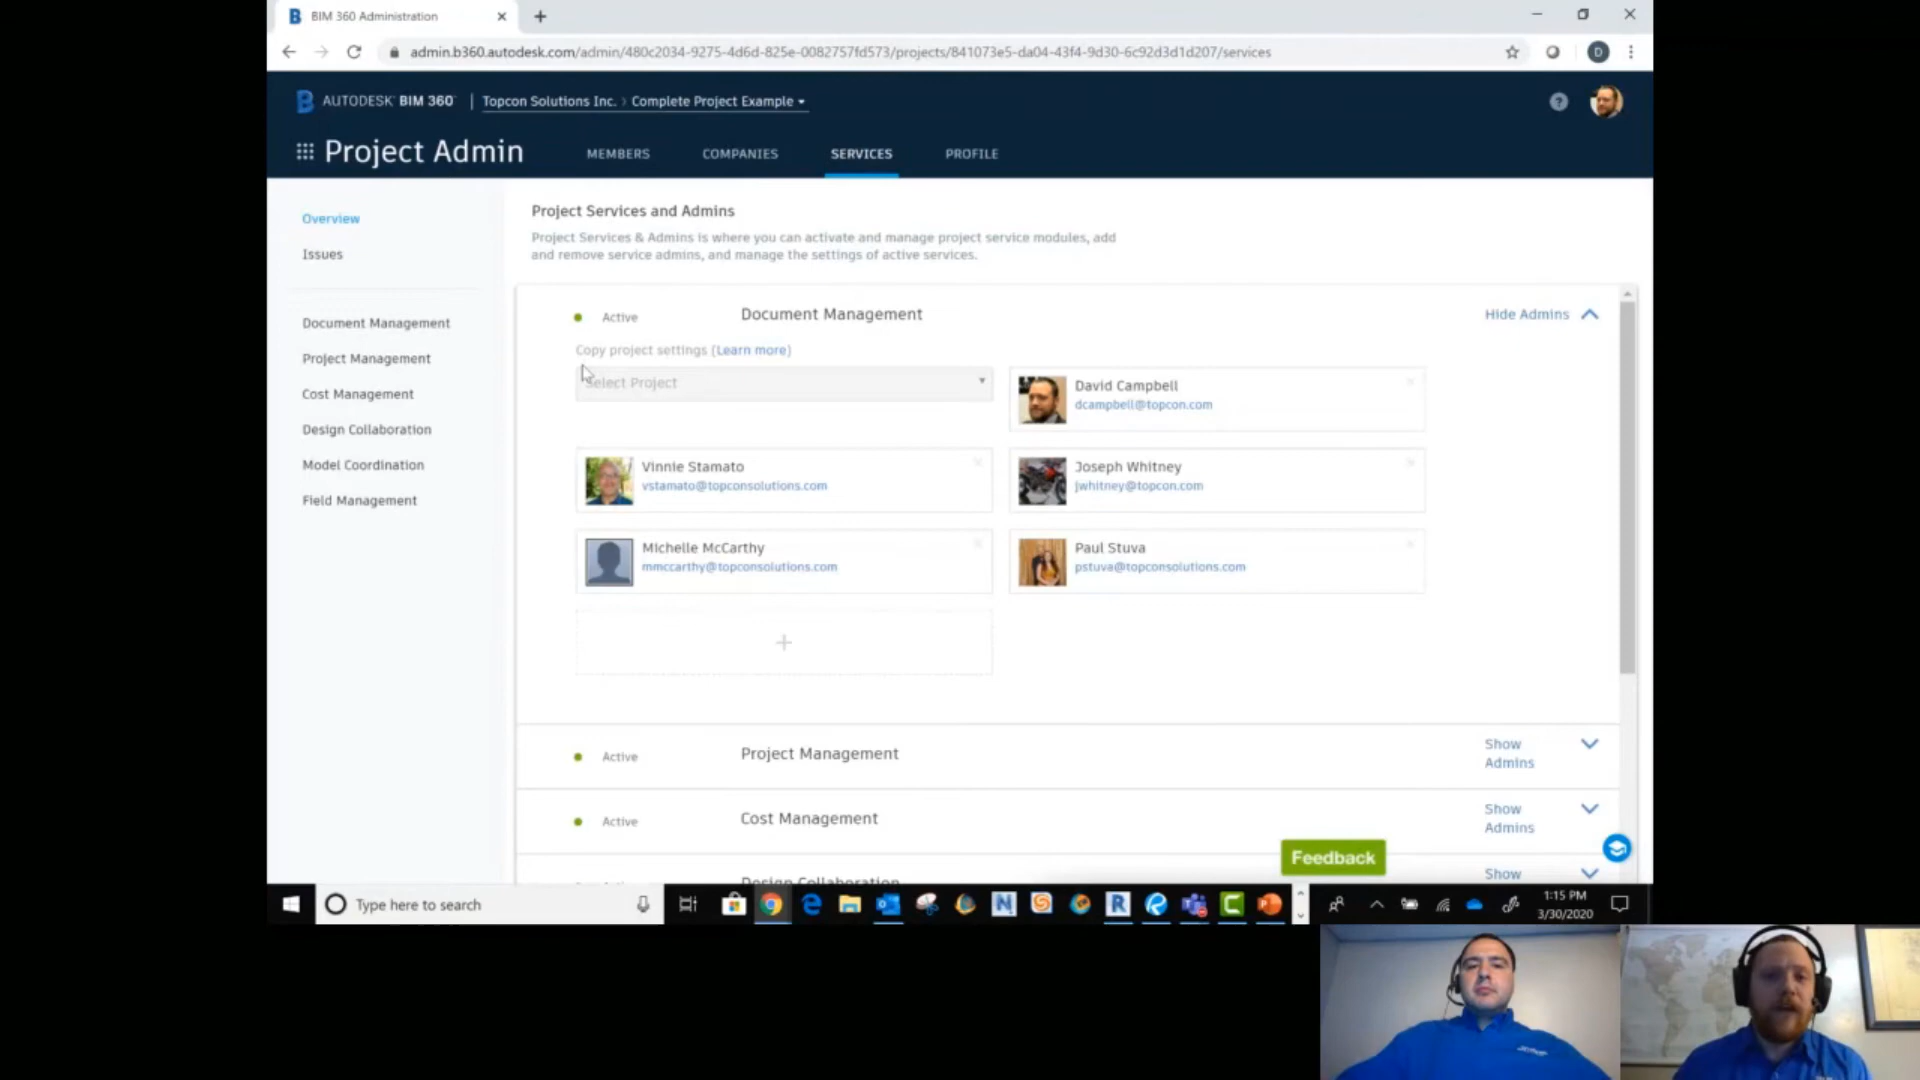 BIM 360 Administration
admin.b360.autodesk.com/admin/480c2034-9275-4d6d-825e-0082757fd573/projects/841073e5-da04-43f4-9d30-6c92d3d1d207/services
D
AUTODESK BIM 360
Topcon Solutions Inc. › Complete Project Example
Project Admin
MEMBERS
COMPANIES
SERVICES
PROFILE
Overview
Issues
Document Management
Project Management
Cost Management
Design Collaboration
Model Coordination
Field Management
Project Services and Admins
Project Services & Admins is where you can activate and manage project service modules, add
and remove service admins, and manage the settings of active services.
Active
Document Management
Hide Admins
Copy project settings (Learn more)
Select Project
David Campbell
dcampbell@topcon.com
Vinnie Stamato
vstamato@topconsolutions.com
Joseph Whitney
jwhitney@topcon.com
Michelle McCarthy
mmccarthy@topconsolutions.com
Paul Stuva
pstuva@topconsolutions.com
Active
Project Management
Show
Admins
Active
Cost Management
Show
Admins
Design Collaboration
Show
Feedback
Type here to search
1:15 PM
3/30/2020